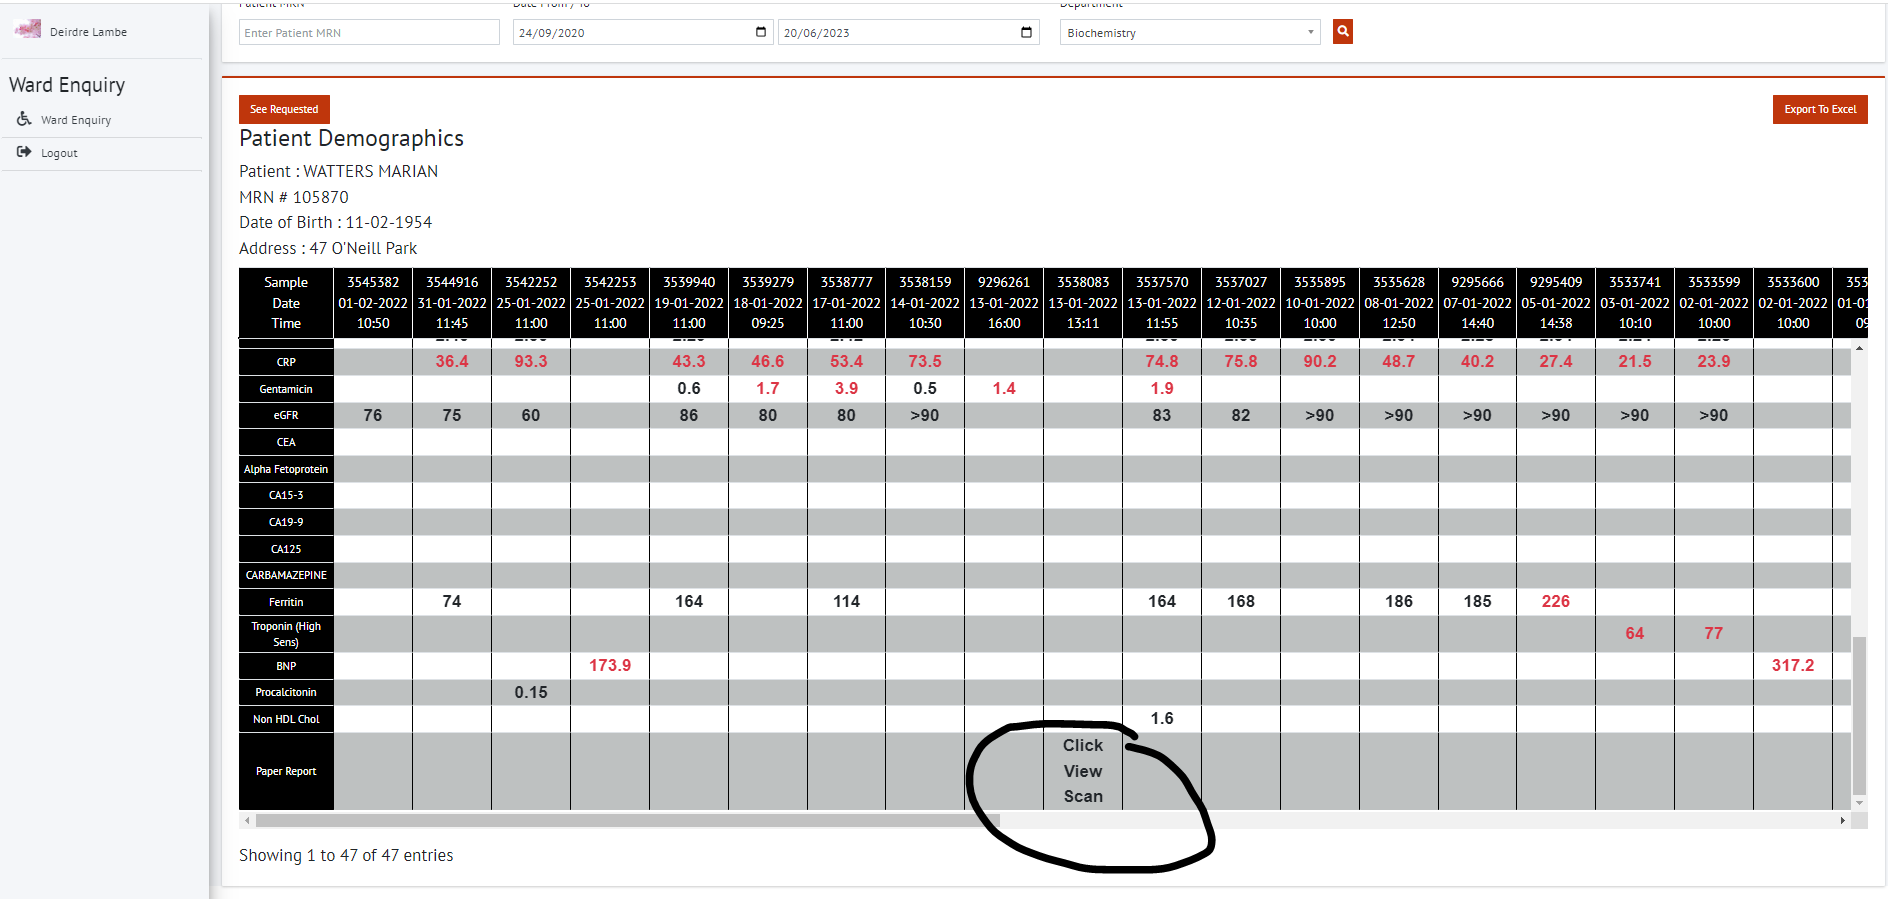 Deirdre Lambe
Ward Enquiry
Ward Enquiry
Logout
Enter Patient MRN
24/09/2020
20/06/2023
Biochemistry
See Requested
Export To Excel
Patient Demographics
Patient : WATTERS MARIAN
MRN # 105870
Date of Birth : 11-02-1954
Address : 47 O'Neill Park
Sample 3545382 3544916 3542252 3542253 3539940 3539279 3538777 3538159 9296261 3538083 3537570 3537027 3535895 3535628 9295666 9295409 3533741 3533599 3533600
Date 01-02-2022 31-01-2022 25-01-2022 25-01-2022 19-01-2022 18-01-2022 17-01-2022 14-01-2022 13-01-2022 13-01-2022 13-01-2022 12-01-2022 10-01-2022 08-01-2022 07-01-2022 05-01-2022 03-01-2022 02-01-2022 02-01-2022
Time 10:50 11:45 11:00 11:00 11:00 09:25 11:00 10:30 16:00 13:11 11:55 10:35 10:00 12:50 14:40 14:38 10:10 10:00 10:00
CRP 36.4 93.3 43.3 46.6 53.4 73.5 74.8 75.8 90.2 48.7 40.2 27.4 21.5 23.9
Gentamicin 0.6 1.7 3.9 0.5 1.4 1.9
eGFR 76 75 60 86 80 80 >90 83 82 >90 >90 >90 >90 >90 >90
CEA
Alpha Fetoprotein
CA15-3
CA19-9
CA125
CARBAMAZEPINE
Ferritin 74 164 114 164 168 186 185 226
Troponin (High
Sens) 64 77
BNP 173.9 317.2
Procalcitonin 0.15
Non HDL Chol 1.6
Paper Report Click
View
Scan
Showing 1 to 47 of 47 entries